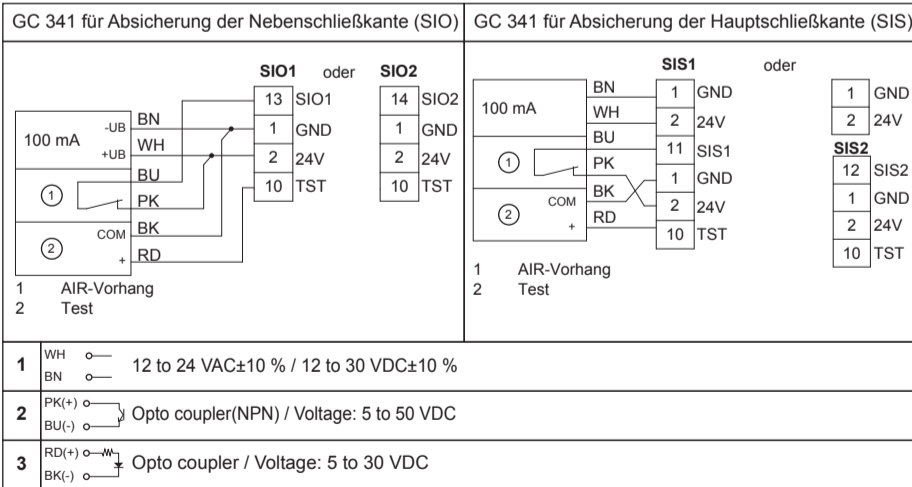 GC 341 für Absicherung der Nebenschließkante (SIO)
SIO1 oder SIO2
100 mA
-UB BN
+UB WH
1 BU
PK
COM BK
2
+ RD
13 SIO1
1 GND
2 24V
10 TST
14 SIO2
1 GND
2 24V
10 TST
1 AIR-Vorhang
2 Test
GC 341 für Absicherung der Hauptschließkante (SIS)
SIS1 oder
100 mA
BN
WH
BU
1 PK
COM BK
2
+ RD
1 GND
2 24V
11 SIS1
1 GND
2 24V
10 TST
1 GND
2 24V
SIS2
12 SIS2
1 GND
2 24V
10 TST
1 AIR-Vorhang
2 Test
1 WH BN 12 to 24 VAC±10 % / 12 to 30 VDC±10 %
2 PK(+) BU(-) Opto coupler(NPN) / Voltage: 5 to 50 VDC
3 RD(+) BK(-) Opto coupler / Voltage: 5 to 30 VDC